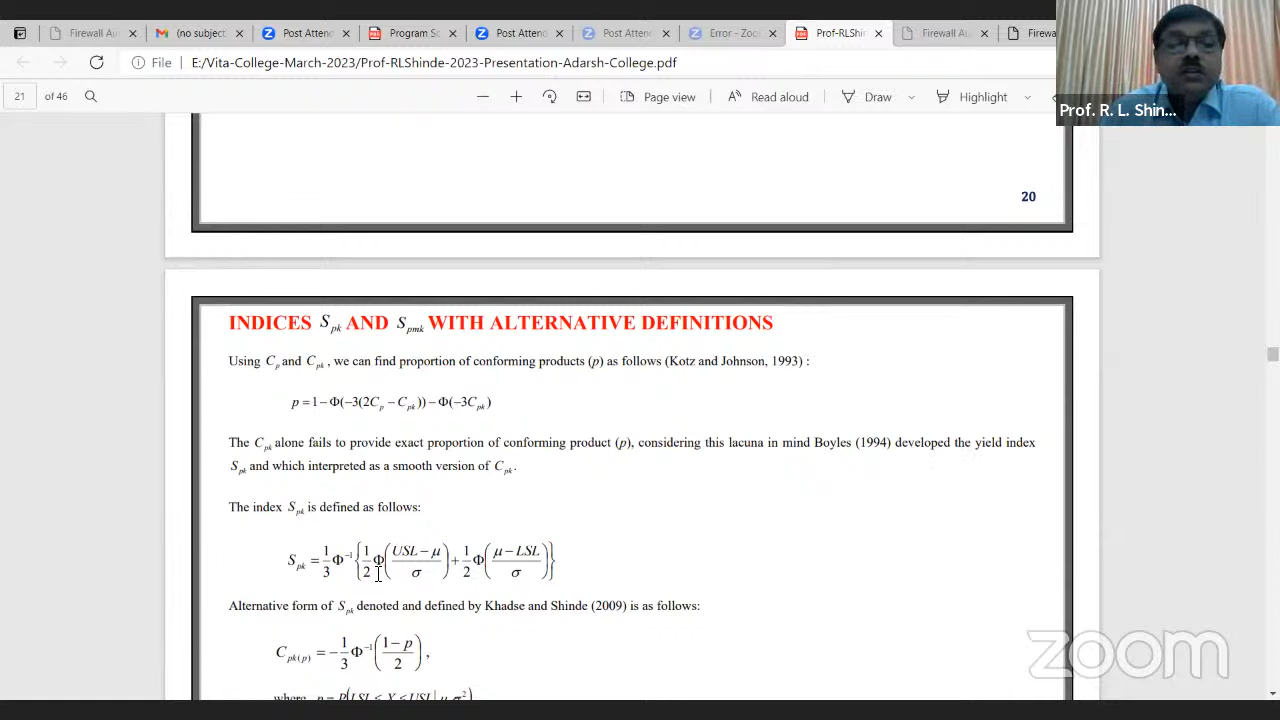 Firewall Au
(no subject
Post Attend
Program Sc
Post Attend
Post Attend
Error - Zoo
Prof-RLShin
Firewall Au
Firewa
File E:/Vita-College-March-2023/Prof-RLShinde-2023-Presentation-Adarsh-College.pdf
21 of 46 Page view Read aloud Draw Highlight
Prof. R. L. Shin...
20
INDICES S_pk AND S_pmk WITH ALTERNATIVE DEFINITIONS
Using C_p and C_pk , we can find proportion of conforming products (p) as follows (Kotz and Johnson, 1993) :
p = 1 − Φ(−3(2C_p − C_pk)) − Φ(−3C_pk)
The C_pk alone fails to provide exact proportion of conforming product (p), considering this lacuna in mind Boyles (1994) developed the yield index
S_pk and which interpreted as a smooth version of C_pk.
The index S_pk is defined as follows:
S_pk = 1/3 Φ⁻¹ { 1/2 Φ( (USL − μ)/σ ) + 1/2 Φ( (μ − LSL)/σ ) }
Alternative form of S_pk denoted and defined by Khadse and Shinde (2009) is as follows:
C_pk(p) = − 1/3 Φ⁻¹ ( (1 − p)/2 ) ,
where p = P(LSL < X < USL | μ, σ²)
zoom